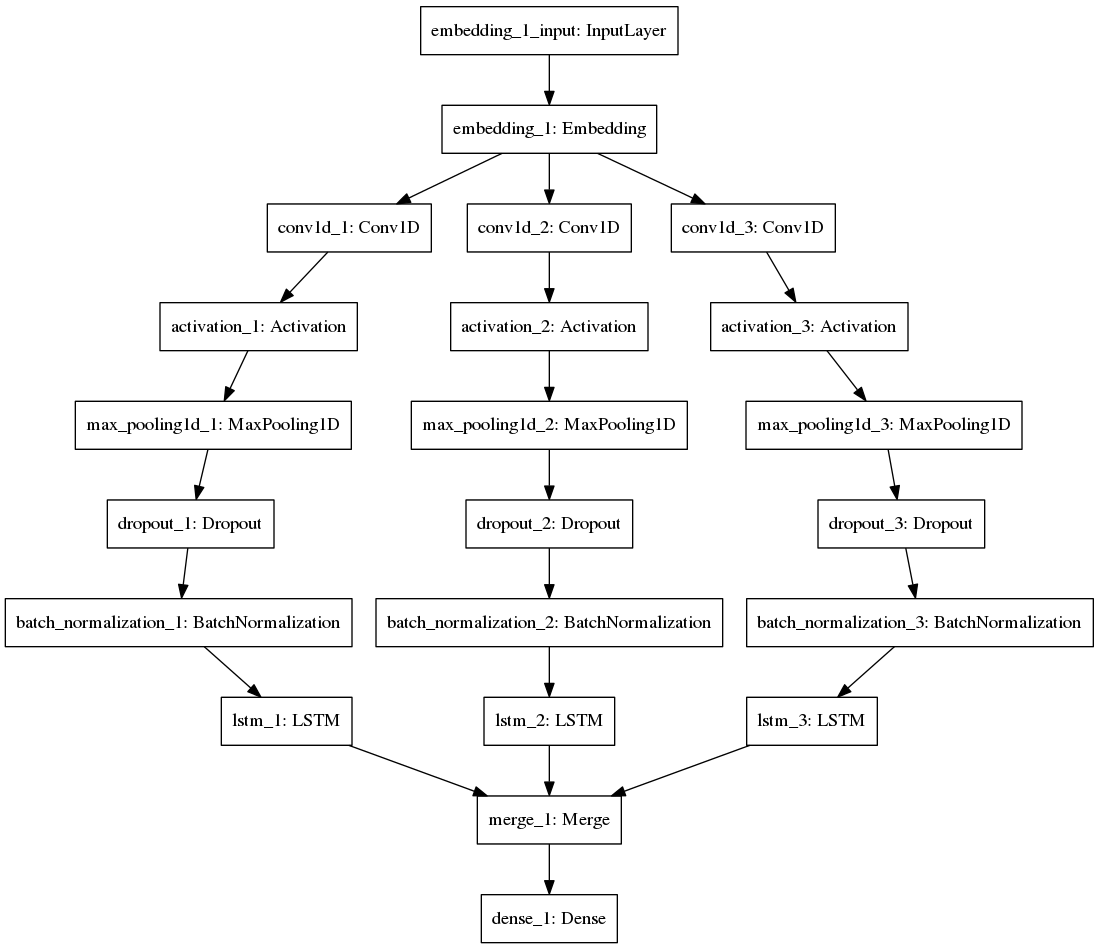 embedding_1_input: InputLayer
embedding_1: Embedding
conv1d_1: Conv1D
conv1d_2: Conv1D
conv1d_3: Conv1D
activation_1: Activation
activation_2: Activation
activation_3: Activation
max_pooling1d_1: MaxPooling1D
max_pooling1d_2: MaxPooling1D
max_pooling1d_3: MaxPooling1D
dropout_1: Dropout
dropout_2: Dropout
dropout_3: Dropout
batch_normalization_1: BatchNormalization
batch_normalization_2: BatchNormalization
batch_normalization_3: BatchNormalization
lstm_1: LSTM
lstm_2: LSTM
lstm_3: LSTM
merge_1: Merge
dense_1: Dense